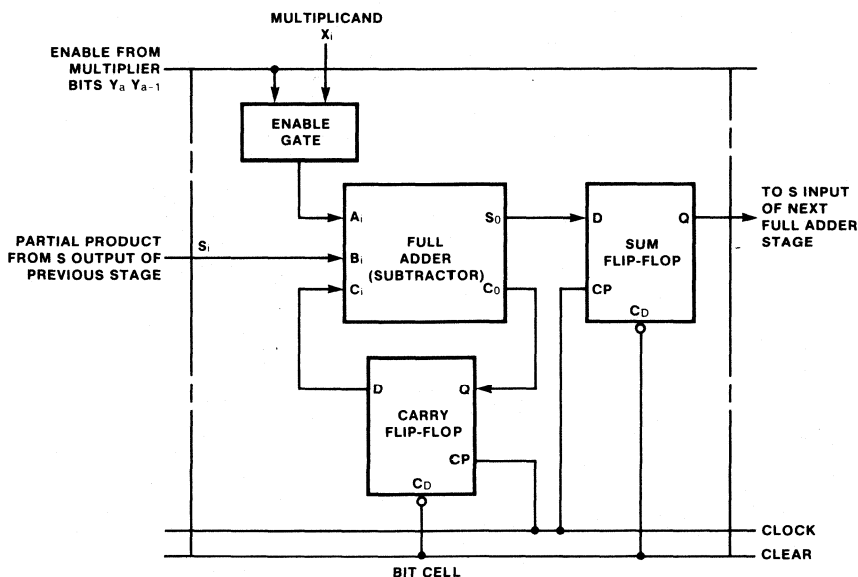 MULTIPLICAND
Xi
ENABLE FROM
MULTIPLIER
BITS Ya Ya-1
ENABLE
GATE
PARTIAL PRODUCT
FROM S OUTPUT OF
PREVIOUS STAGE
Si
Ai
Bi
Ci
FULL
ADDER
(SUBTRACTOR)
S0
C0
D
Q
SUM
FLIP-FLOP
CP
CD
TO S INPUT
OF NEXT
FULL ADDER
STAGE
D
Q
CARRY
FLIP-FLOP
CP
CD
CLOCK
CLEAR
BIT CELL